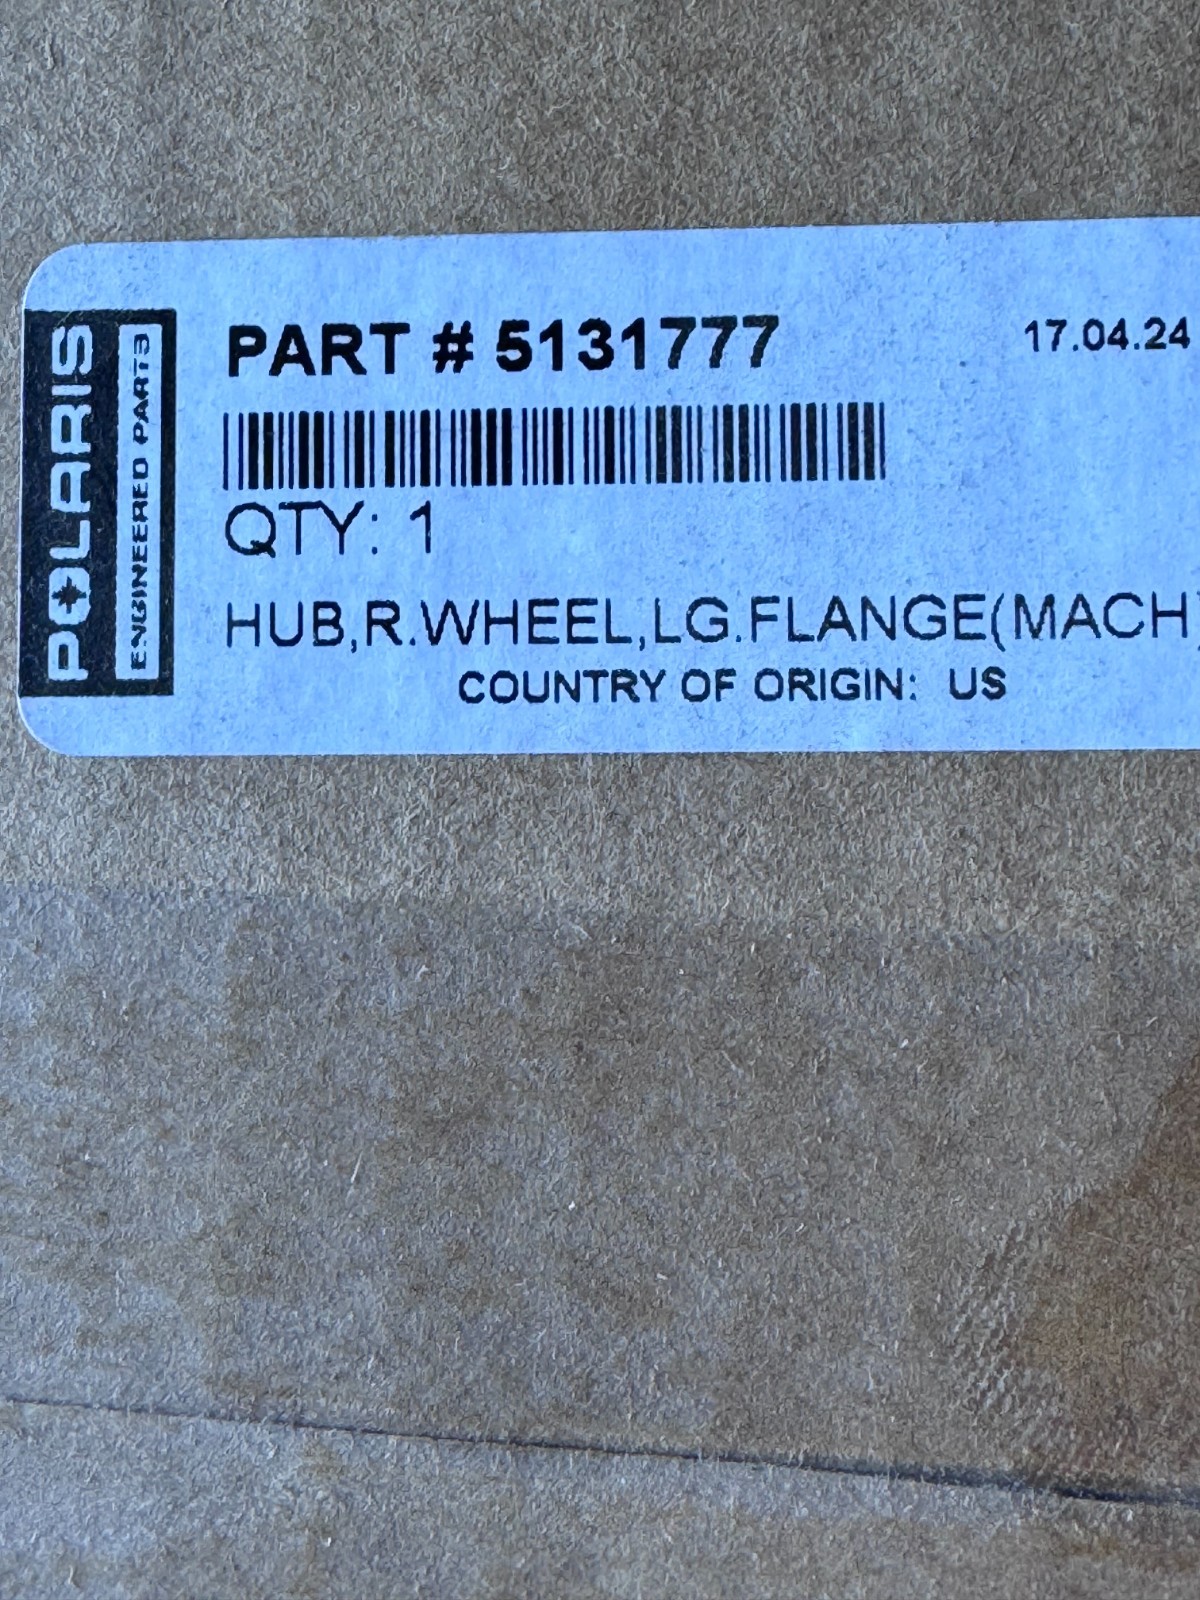 POLARIS
ENGINEERED PARTS
PART # 5131777
17.04.24
QTY: 1
HUB,R.WHEEL,LG.FLANGE(MACH)
COUNTRY OF ORIGIN: US